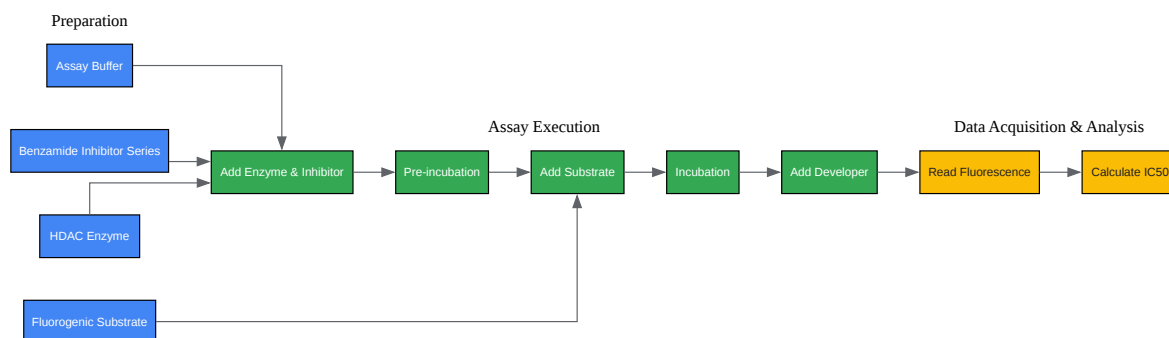 Preparation
Assay Buffer
Assay Execution
Data Acquisition & Analysis
Benzamide Inhibitor Series
Add Enzyme & Inhibitor
Pre-incubation
Add Substrate
Incubation
Add Developer
Read Fluorescence
Calculate IC50
HDAC Enzyme
Fluorogenic Substrate